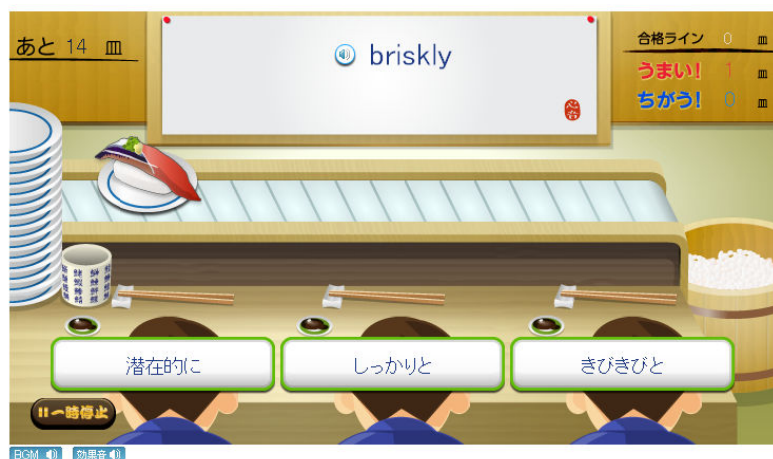 あと 14 皿
briskly
合格ライン 0 皿
うまい! 1 皿
ちがう! 0 皿
潜在的に
しっかりと
きびきびと
一時停止
BGM
効果音